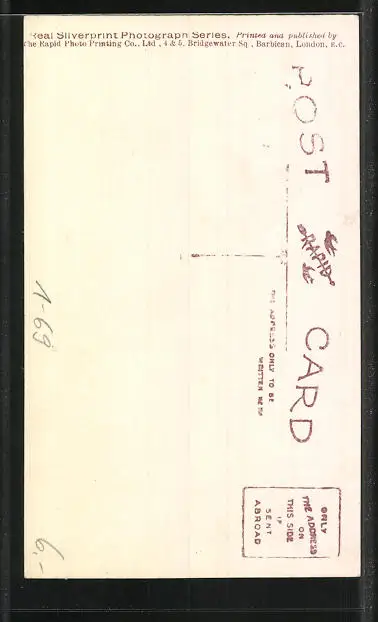 Real Silverprint Photograph Series. Printed and published by
The Rapid Photo Printing Co., Ltd, 4 & 5, Bridgewater Sq, Barbican, London, E.C.
POST CARD
RAPID
THE ADDRESS ONLY TO BE
WRITTEN HERE
ONLY
THE ADDRESS
ON
THIS SIDE
IF
SENT
ABROAD
1-69
6,-